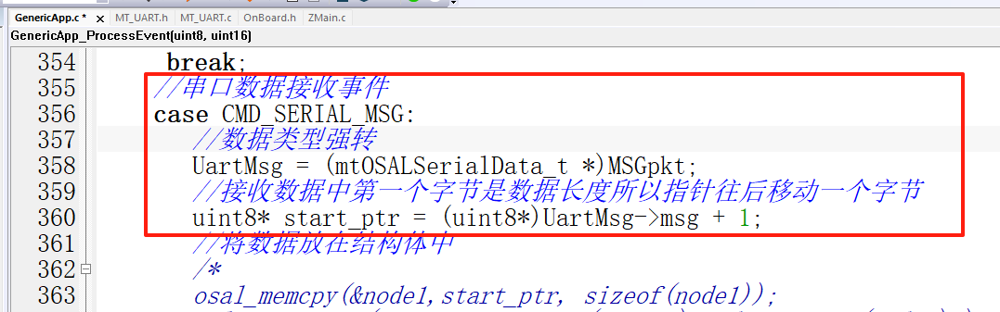 GenericApp.c * × MT_UART.h MT_UART.c OnBoard.h ZMain.c
GenericApp_ProcessEvent(uint8, uint16)
354 break;
355 //串口数据接收事件
356 case CMD_SERIAL_MSG:
357 //数据类型强转
358 UartMsg = (mtOSALSerialData_t *)MSGpkt;
359 //接收数据中第一个字节是数据长度所以指针往后移动一个字节
360 uint8* start_ptr = (uint8*)UartMsg->msg + 1;
361 //将数据放在结构体中
362 /*
363 osal_memcpy(&node1,start_ptr, sizeof(node1));